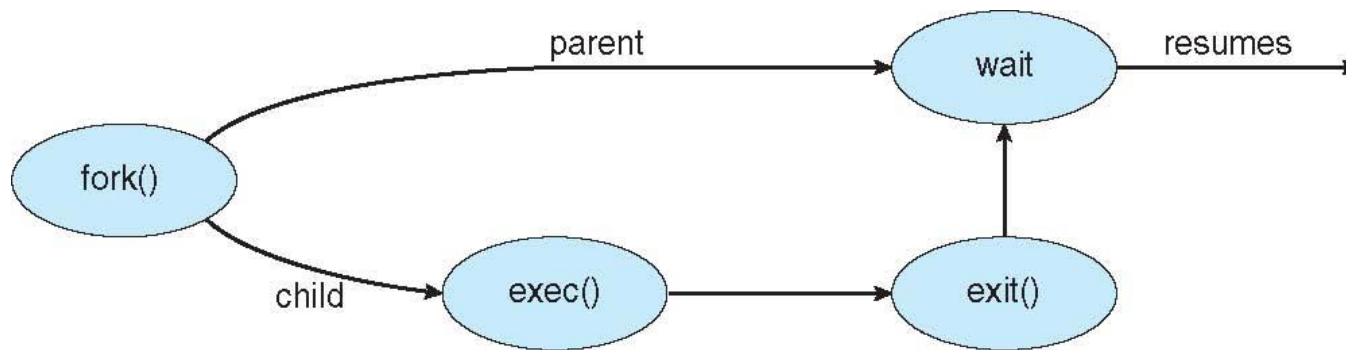 parent
wait
resumes
fork()
child
exec()
exit()